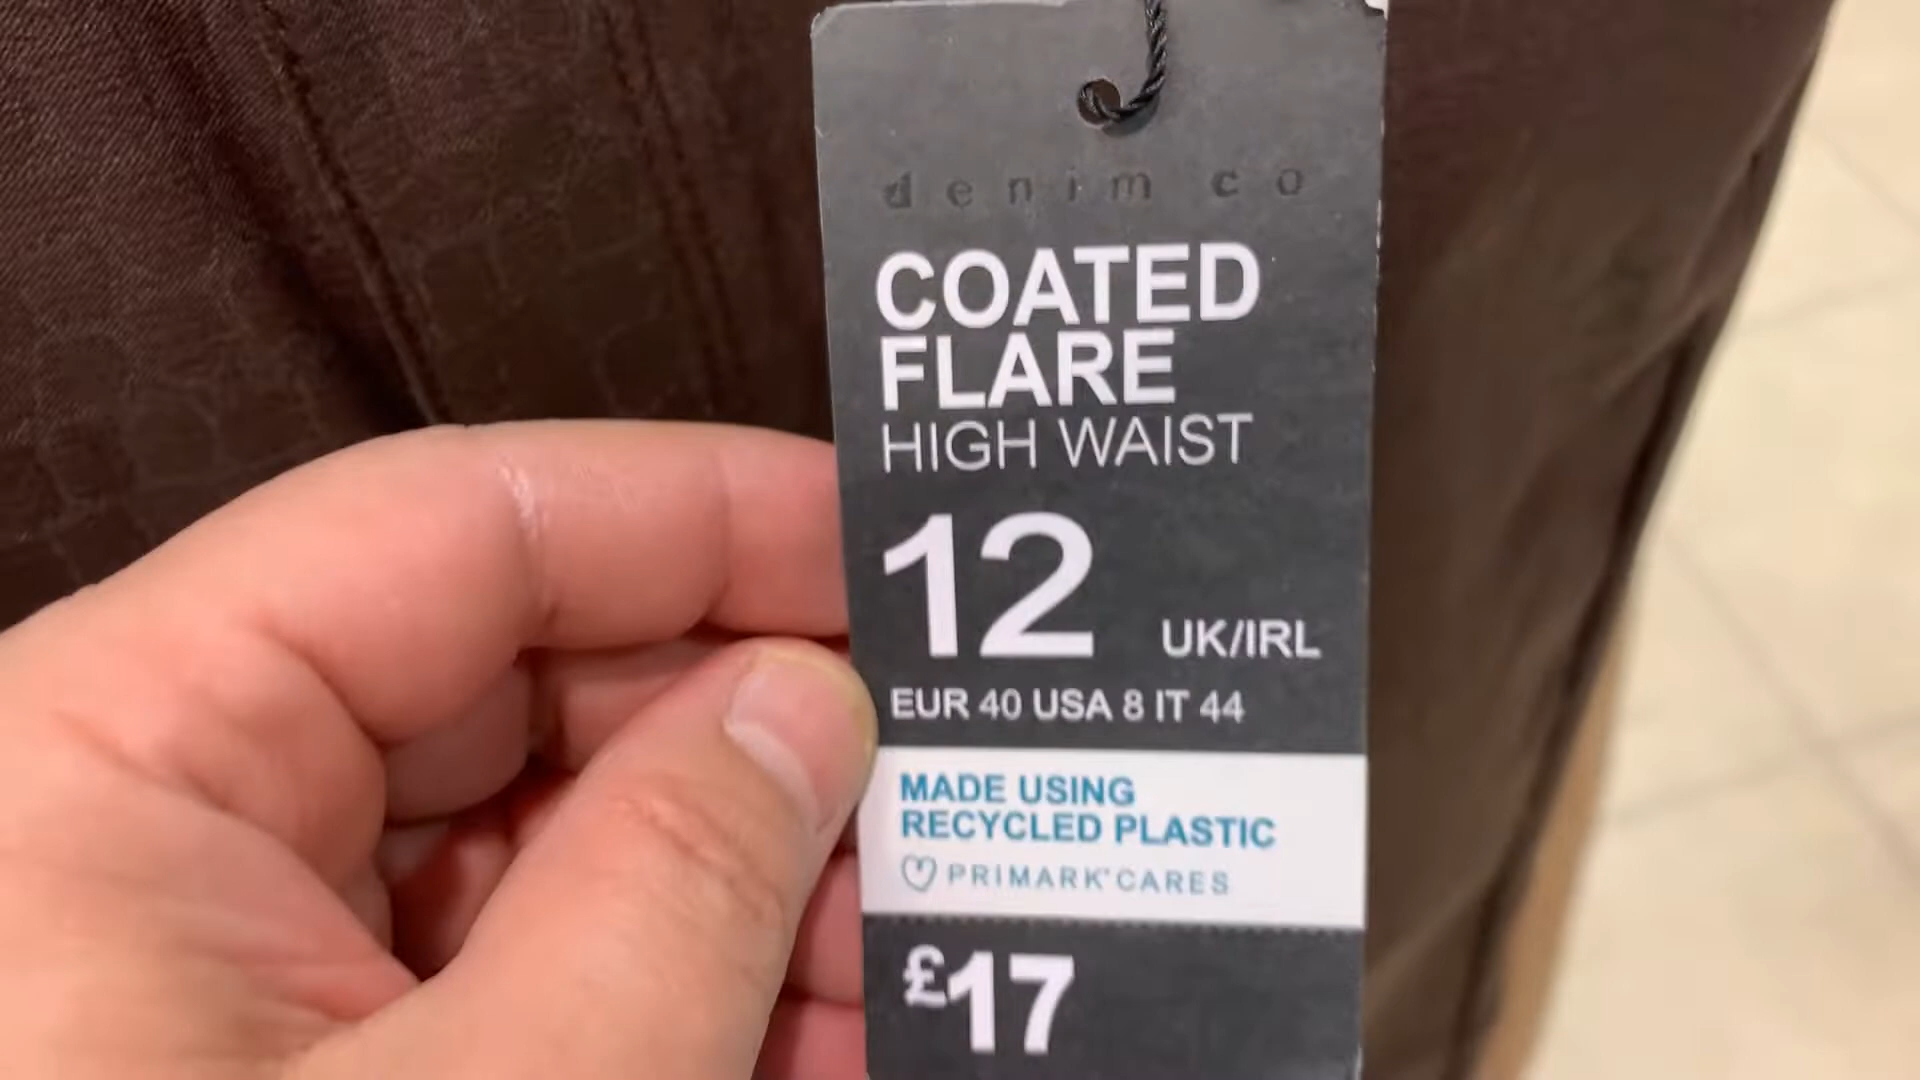 denim co
COATED
FLARE
HIGH WAIST
12 UK/IRL
EUR 40 USA 8 IT 44
MADE USING
RECYCLED PLASTIC
PRIMARK® CARES
£17